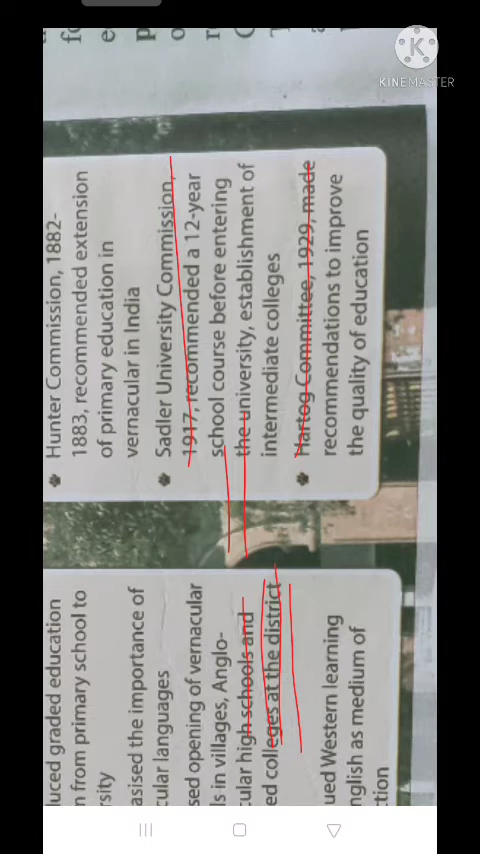 KINEMASTER
Hunter Commission, 1882-
1883, recommended extension
of primary education in
vernacular in India
Sadler University Commission,
1917, recommended a 12-year
school course before entering
the university, establishment of
intermediate colleges
Hartog Committee, 1929, made
recommendations to improve
the quality of education
uced graded education
n from primary school to
rsity
asised the importance of
cular languages
sed opening of vernacular
ls in villages, Anglo-
cular high schools and
ed colleges at the district
ued Western learning
nglish as medium of
ction